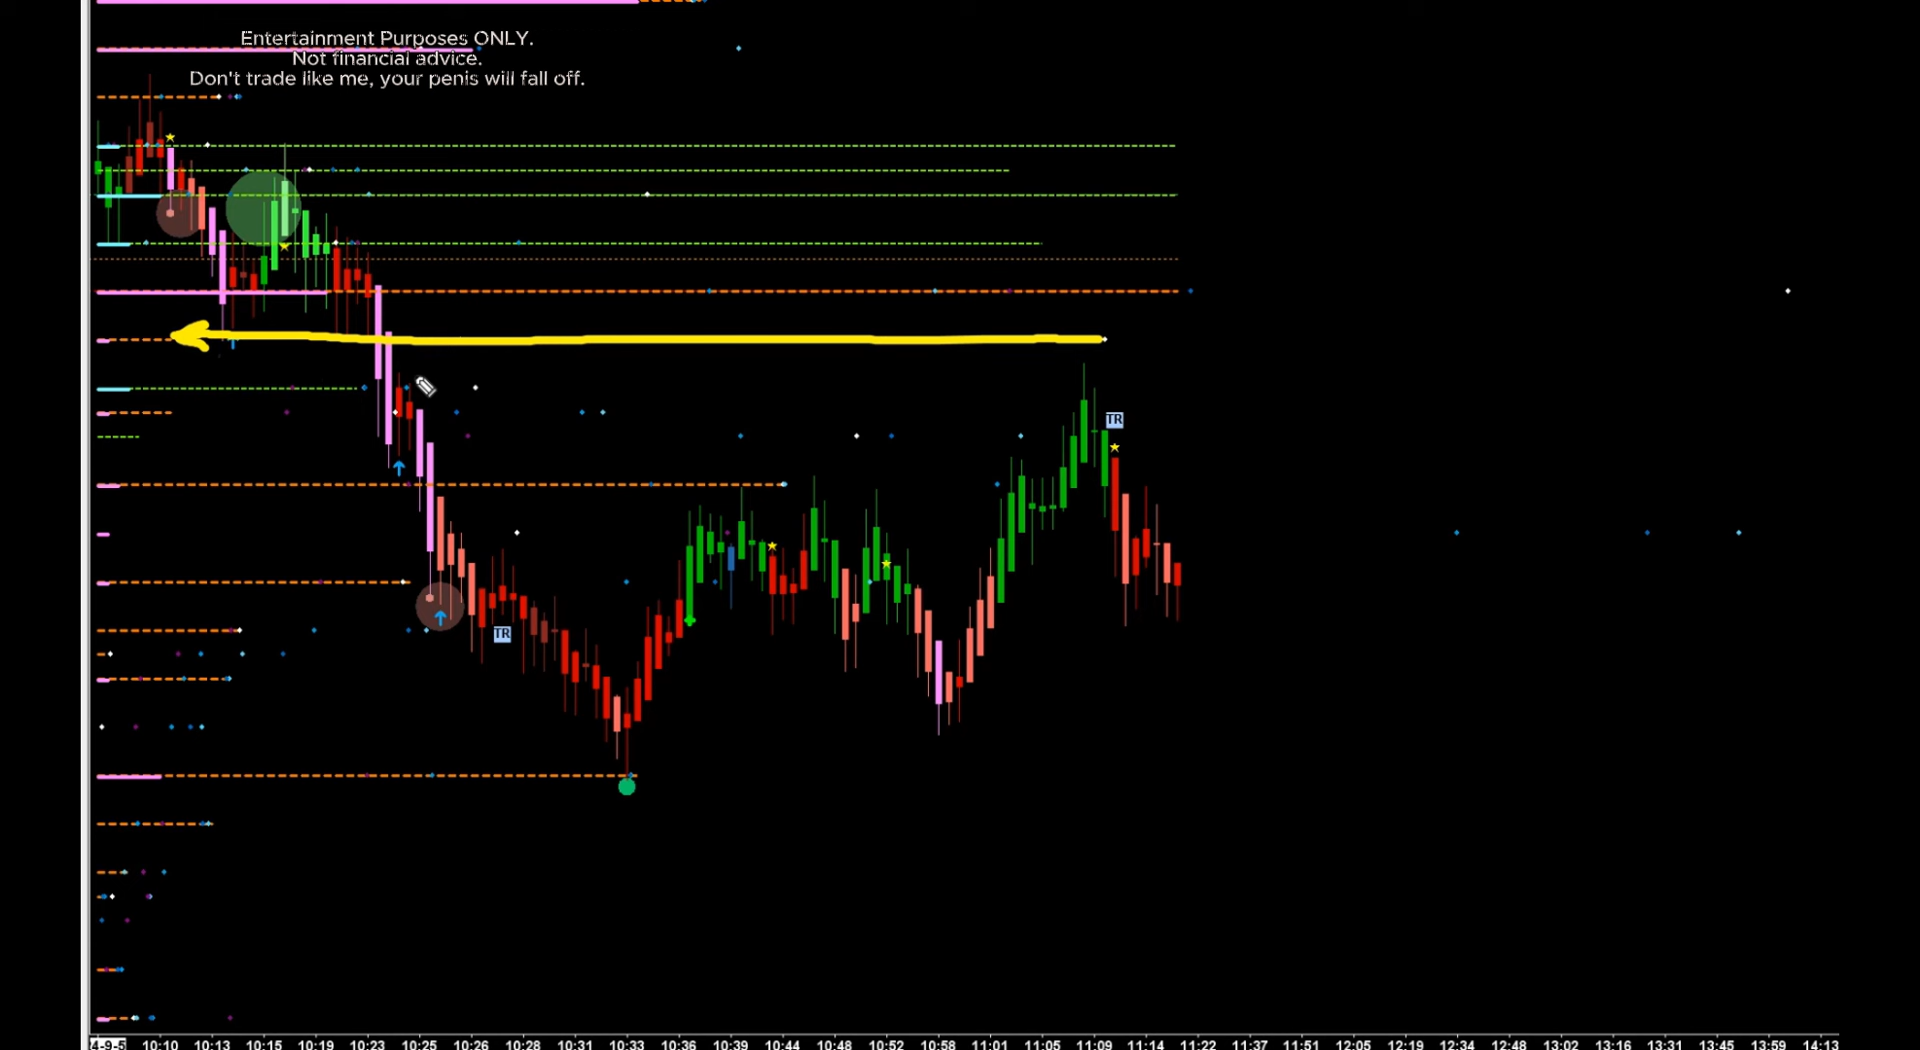 Entertainment Purposes ONLY.
Not financial advice.
Don't trade like me, your penis will fall off.
TR
TR
4-9-5 10:10 10:13 10:15 10:19 10:23 10:25 10:26 10:28 10:31 10:33 10:36 10:39 10:44 10:48 10:52 10:58 11:01 11:05 11:09 11:14 11:22 11:37 11:51 12:05 12:19 12:34 12:48 13:02 13:16 13:31 13:45 13:59 14:13